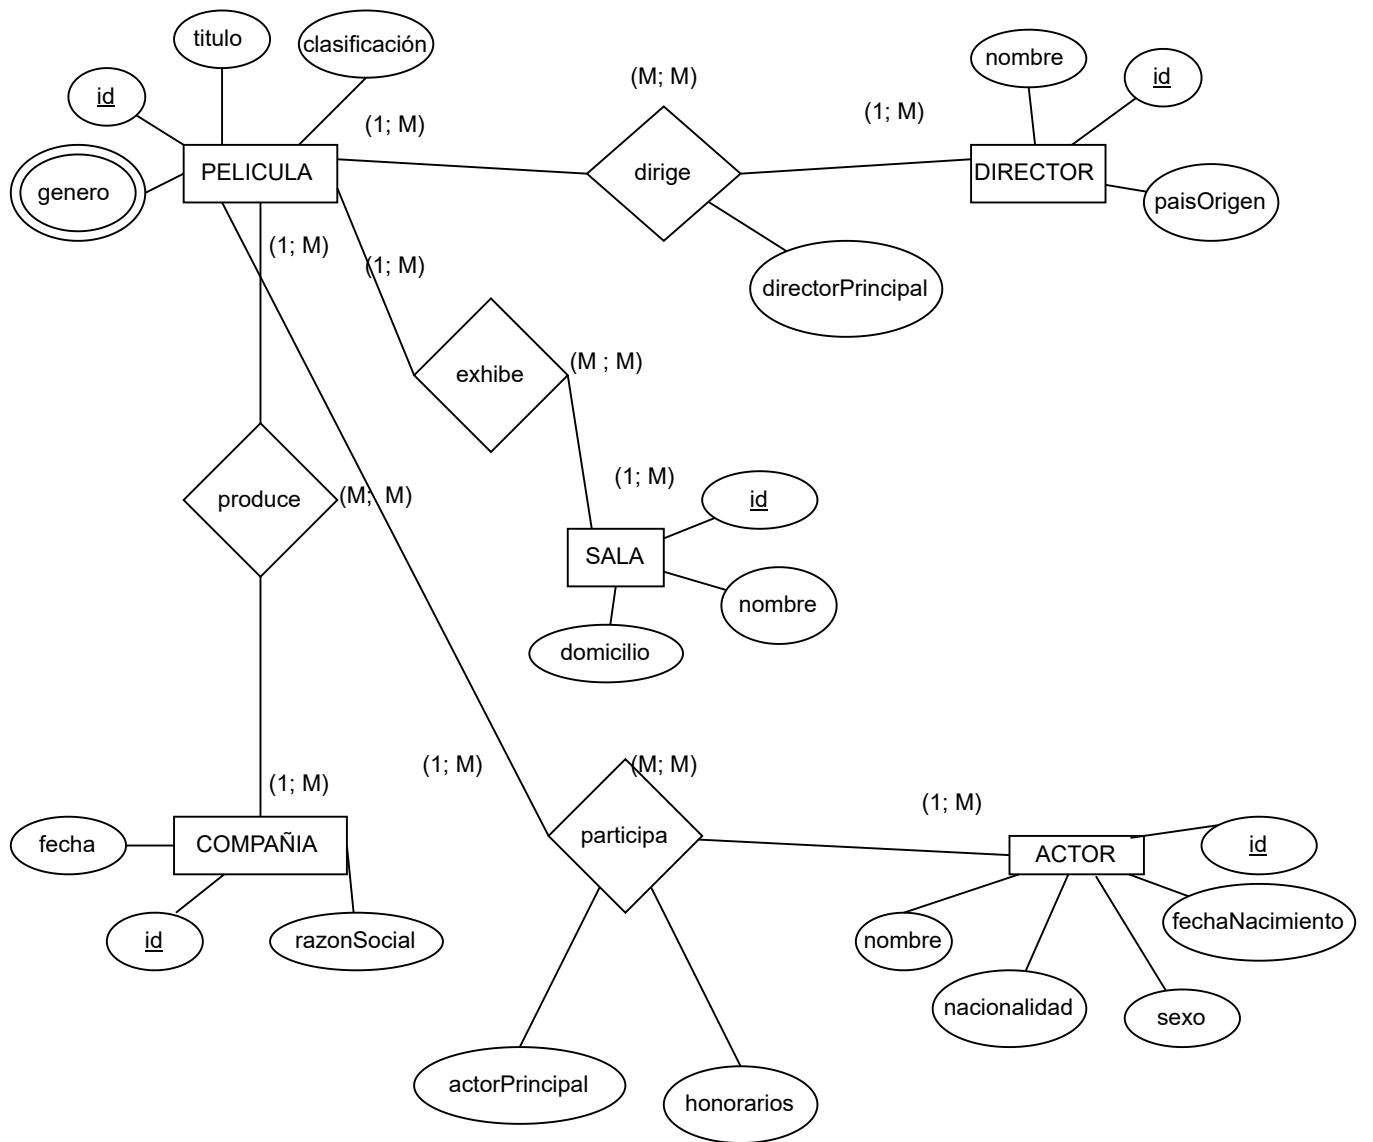 titulo
clasificación
nombre
id
id
(M; M)
(1; M)
(1; M)
PELICULA
dirige
DIRECTOR
genero
paisOrigen
(1; M)
(1; M)
directorPrincipal
exhibe
(M ; M)
(1; M)
produce
(M;  M)
id
SALA
nombre
domicilio
(1; M)
(M; M)
(1; M)
(1; M)
fecha
COMPAÑIA
participa
ACTOR
id
id
razonSocial
nombre
fechaNacimiento
nacionalidad
sexo
actorPrincipal
honorarios